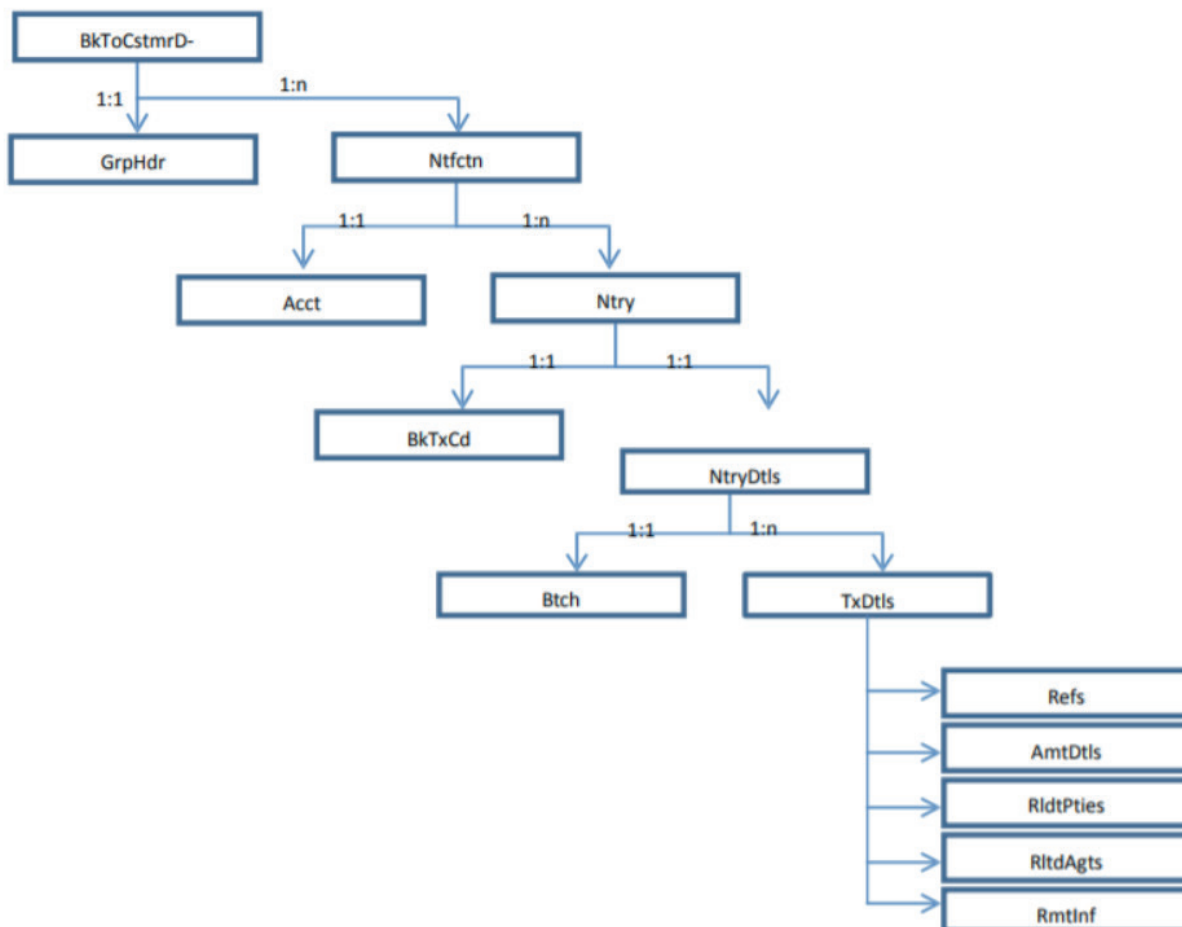 BkToCstmrD-
1:1
1:n
GrpHdr
Ntfctn
1:1
1:n
Acct
Ntry
1:1
1:1
BkTxCd
NtryDtls
1:1
1:n
Btch
TxDtls
Refs
AmtDtls
RldtPties
RltdAgts
RmtInf